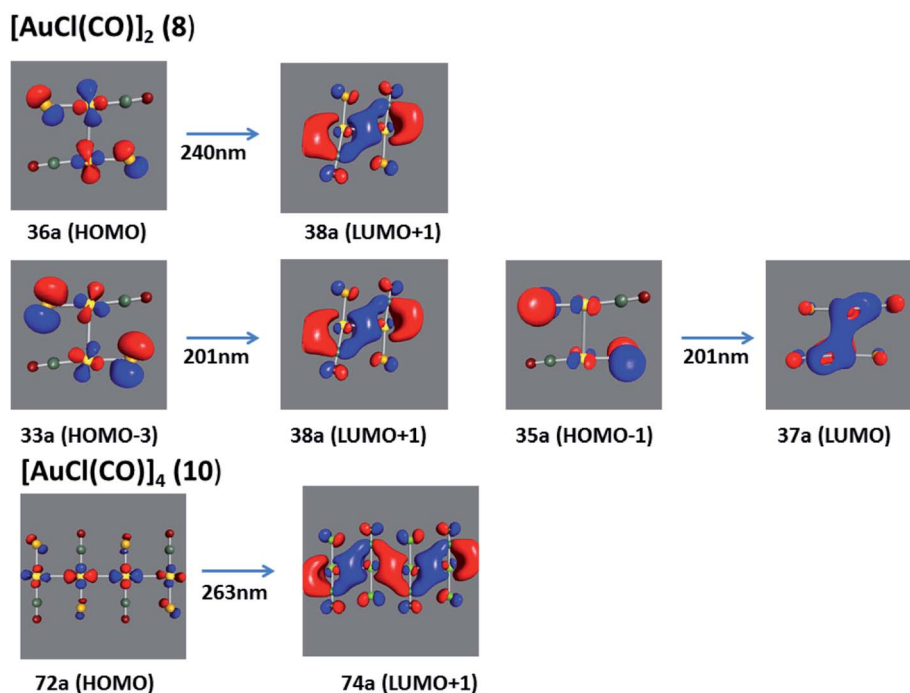 [AuCl(CO)]2 (8)
240nm
36a (HOMO) 38a (LUMO+1)
201nm 201nm
33a (HOMO-3) 38a (LUMO+1) 35a (HOMO-1) 37a (LUMO)
[AuCl(CO)]4 (10)
263nm
72a (HOMO) 74a (LUMO+1)